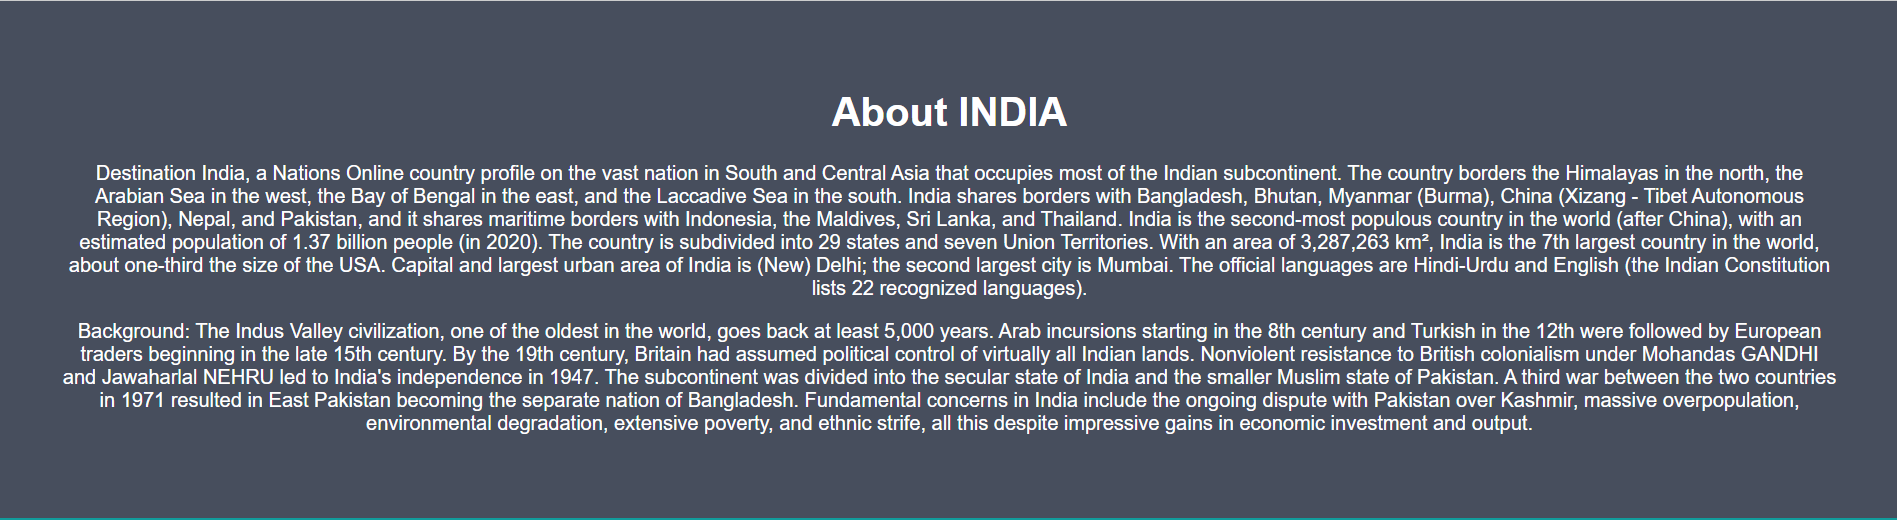 About INDIA
Destination India, a Nations Online country profile on the vast nation in South and Central Asia that occupies most of the Indian subcontinent. The country borders the Himalayas in the north, the
Arabian Sea in the west, the Bay of Bengal in the east, and the Laccadive Sea in the south. India shares borders with Bangladesh, Bhutan, Myanmar (Burma), China (Xizang - Tibet Autonomous
Region), Nepal, and Pakistan, and it shares maritime borders with Indonesia, the Maldives, Sri Lanka, and Thailand. India is the second-most populous country in the world (after China), with an
estimated population of 1.37 billion people (in 2020). The country is subdivided into 29 states and seven Union Territories. With an area of 3,287,263 km², India is the 7th largest country in the world,
about one-third the size of the USA. Capital and largest urban area of India is (New) Delhi; the second largest city is Mumbai. The official languages are Hindi-Urdu and English (the Indian Constitution
lists 22 recognized languages).
Background: The Indus Valley civilization, one of the oldest in the world, goes back at least 5,000 years. Arab incursions starting in the 8th century and Turkish in the 12th were followed by European
traders beginning in the late 15th century. By the 19th century, Britain had assumed political control of virtually all Indian lands. Nonviolent resistance to British colonialism under Mohandas GANDHI
and Jawaharlal NEHRU led to India's independence in 1947. The subcontinent was divided into the secular state of India and the smaller Muslim state of Pakistan. A third war between the two countries
in 1971 resulted in East Pakistan becoming the separate nation of Bangladesh. Fundamental concerns in India include the ongoing dispute with Pakistan over Kashmir, massive overpopulation,
environmental degradation, extensive poverty, and ethnic strife, all this despite impressive gains in economic investment and output.